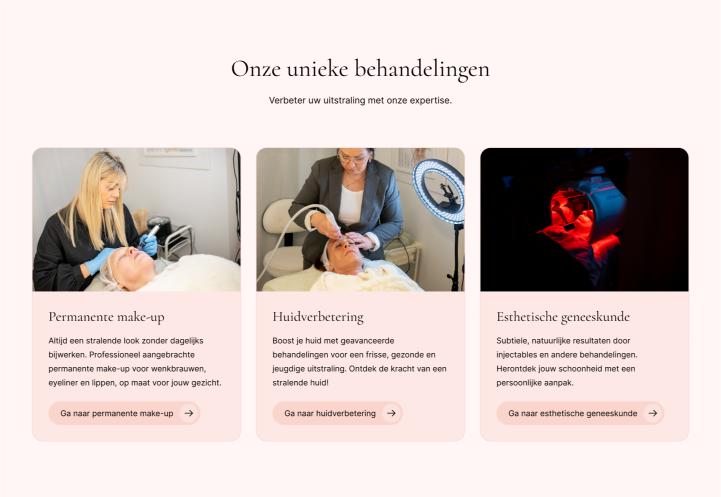 Onze unieke behandelingen
Verbeter uw uitstraling met onze expertise.
Permanente make-up
Altijd een stralende look zonder dagelijks
bijwerken. Professioneel aangebrachte
permanente make-up voor wenkbrauwen,
eyeliner en lippen, op maat voor jouw gezicht.
Ga naar permanente make-up
Huidverbetering
Boost je huid met geavanceerde
behandelingen voor een frisse, gezonde en
jeugdige uitstraling. Ontdek de kracht van een
stralende huid!
Ga naar huidverbetering
Esthetische geneeskunde
Subtiele, natuurlijke resultaten door
injectables en andere behandelingen.
Herontdek jouw schoonheid met een
persoonlijke aanpak.
Ga naar esthetische geneeskunde